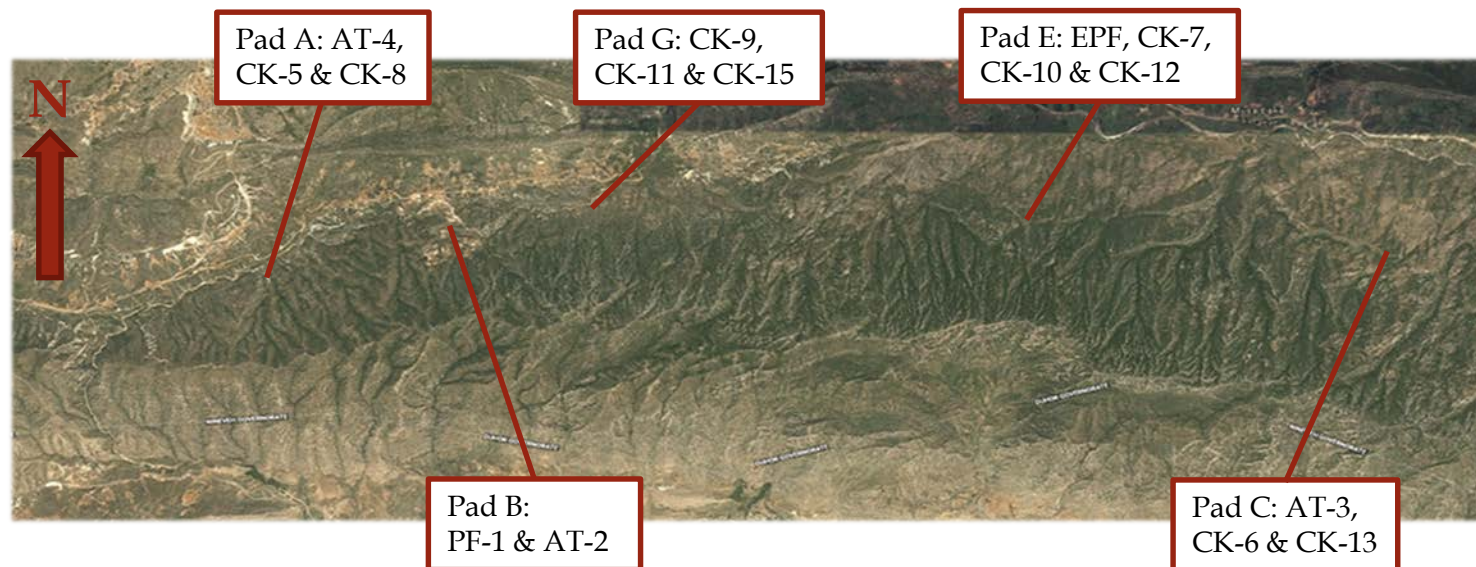 Pad A: AT-4,
CK-5 & CK-8
Pad G: CK-9,
CK-11 & CK-15
Pad E: EPF, CK-7,
CK-10 & CK-12
N
Pad B:
PF-1 & AT-2
Pad C: AT-3,
CK-6 & CK-13